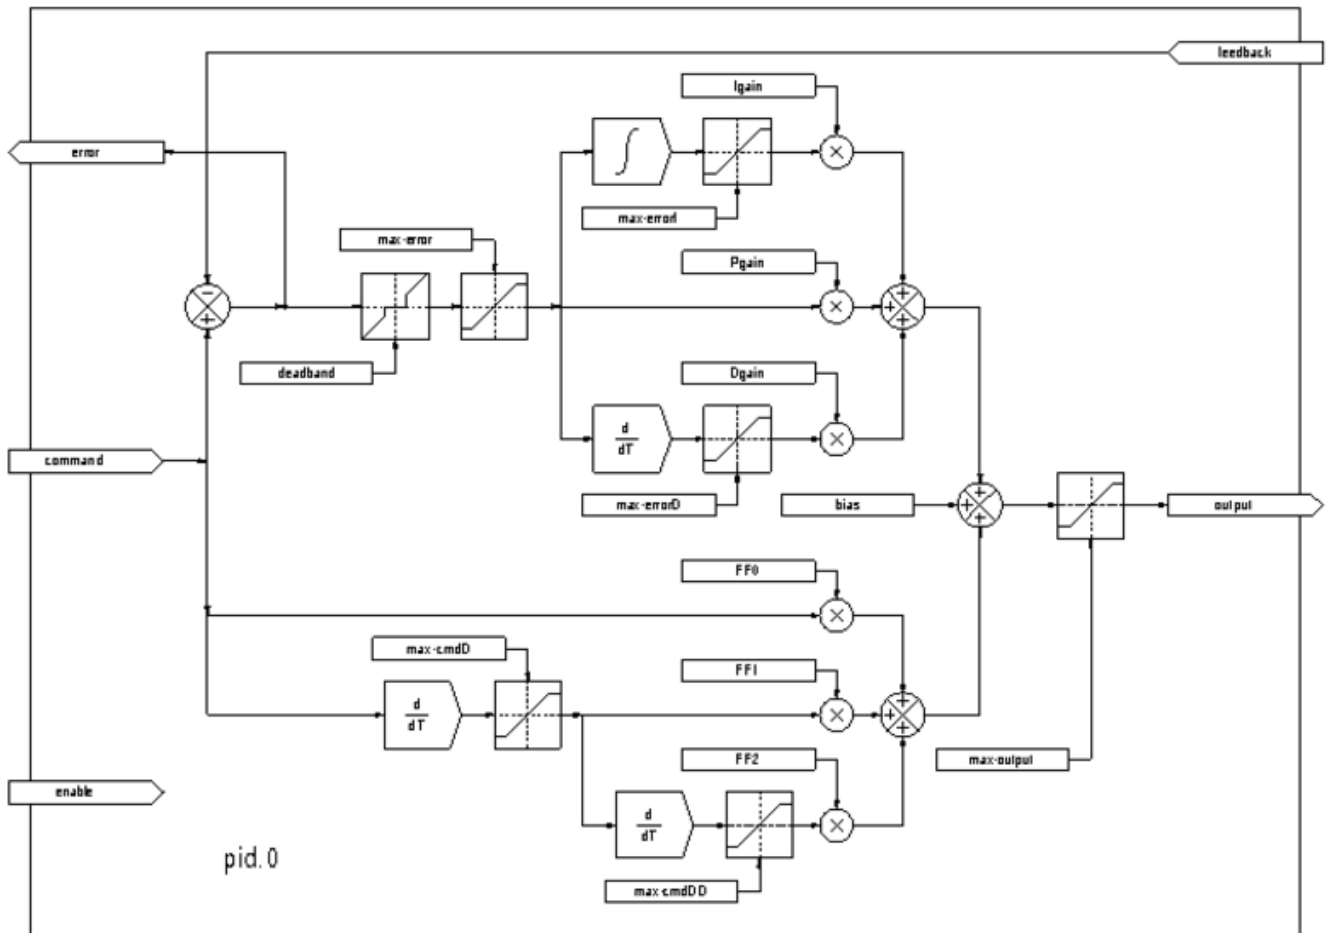 feedback
Igain
error
max-errorI
max-error
Pgain
- +
+ + +
deadband
Dgain
command
d
dT
max-errorD
bias
+ + +
output
FF0
max-cmdD
FF1
d
dT
+ + +
FF2
max-output
enable
d
dT
pid.0
max-cmdDD